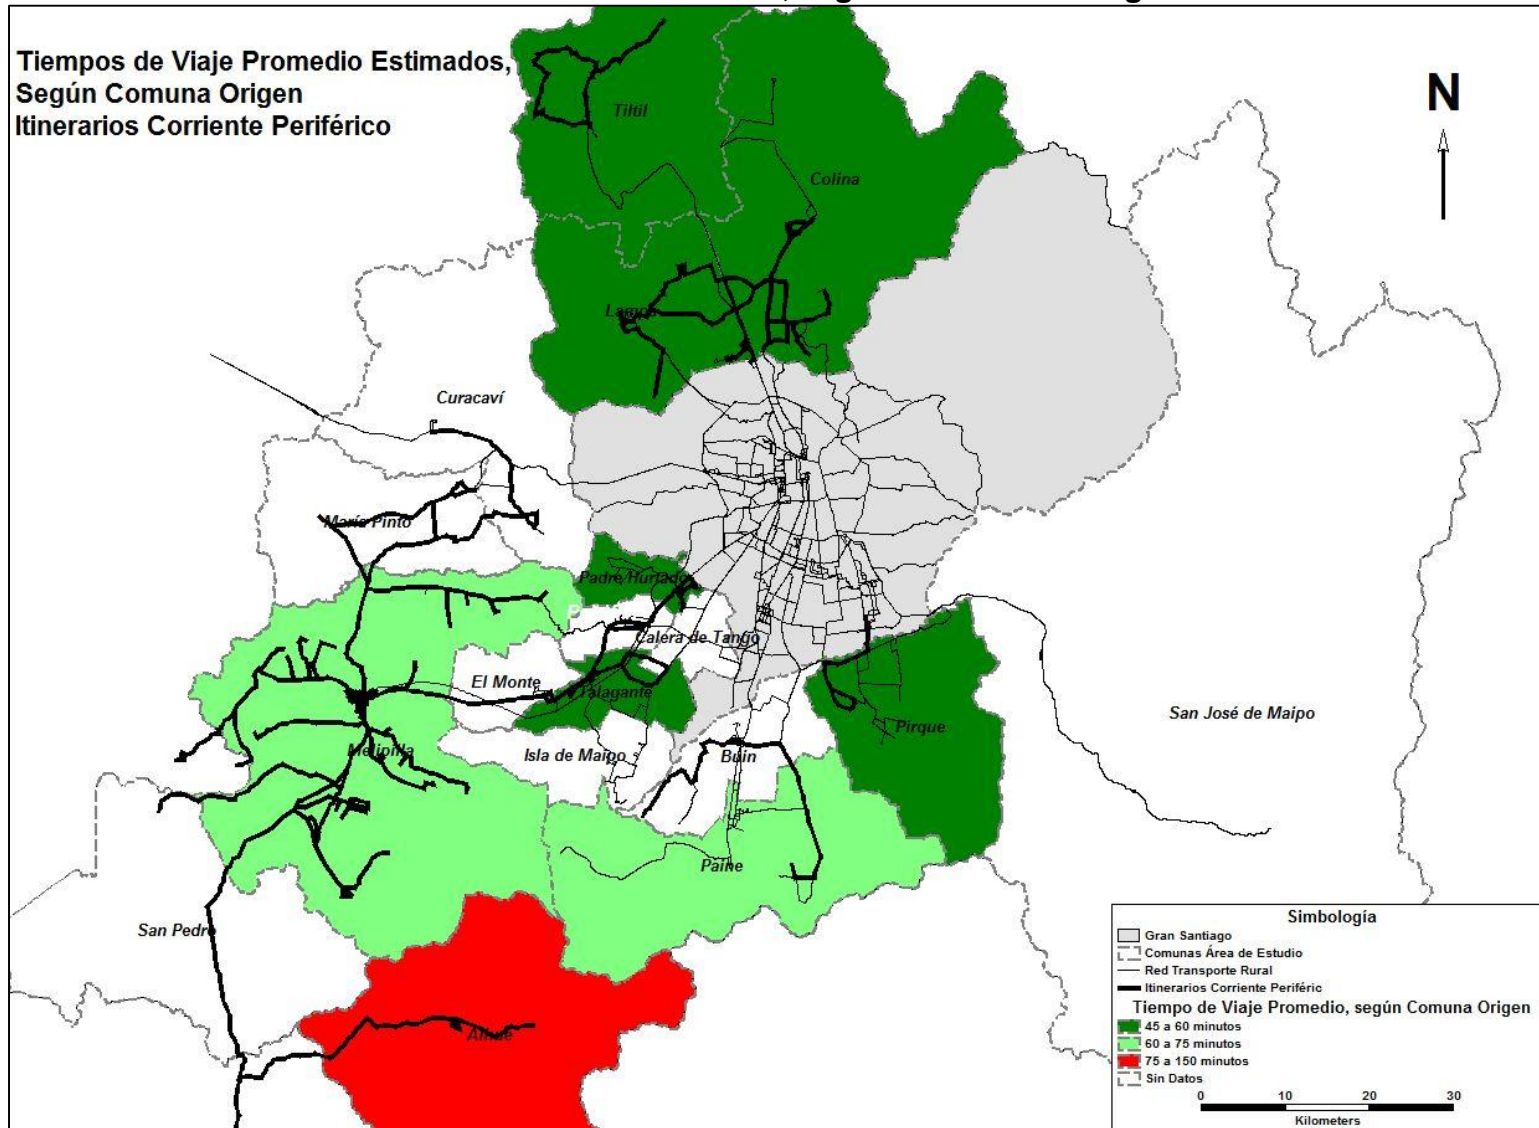 Tiempos de Viaje Promedio Estimados,
Según Comuna Origen
Itinerarios Corriente Periférico
N
Tiltil
Colina
Lampa
Curacaví
María Pinto
Padre Hurtado
P
Calera de Tango
El Monte
Talagante
Pirque
San José de Maipo
Melipilla
Isla de Maipo
Buin
Paine
San Pedro
Alhué
Simbología
Gran Santiago
Comunas Área de Estudio
Red Transporte Rural
Itinerarios Corriente Periféric
Tiempo de Viaje Promedio, según Comuna Origen
45 a 60 minutos
60 a 75 minutos
75 a 150 minutos
Sin Datos
0 10 20 30
Kilometers